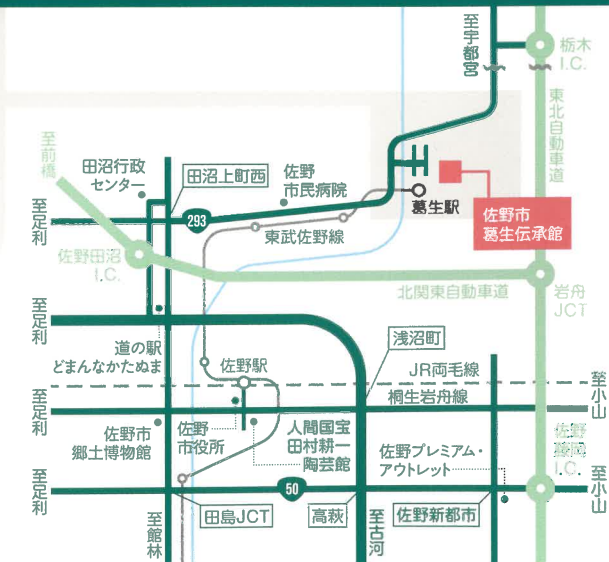 至宇都宮
栃木
I.C.
東北自動車道
至前橋
田沼行政
センター
田沼上町西
佐野
市民病院
葛生駅
佐野市
葛生伝承館
至足利
293
東武佐野線
佐野田沼
I.C.
北関東自動車道
岩舟
JCT
至足利
道の駅
どまんなかたぬま
浅沼町
佐野駅
JR両毛線
桐生岩舟線
至小山
至足利
佐野市
郷土博物館
佐野
市役所
人間国宝
田村耕一
陶芸館
佐野プレミアム・
アウトレット
佐野
藤岡
I.C.
至足利
50
至小山
至館林
田島JCT
高萩
至古河
佐野新都市